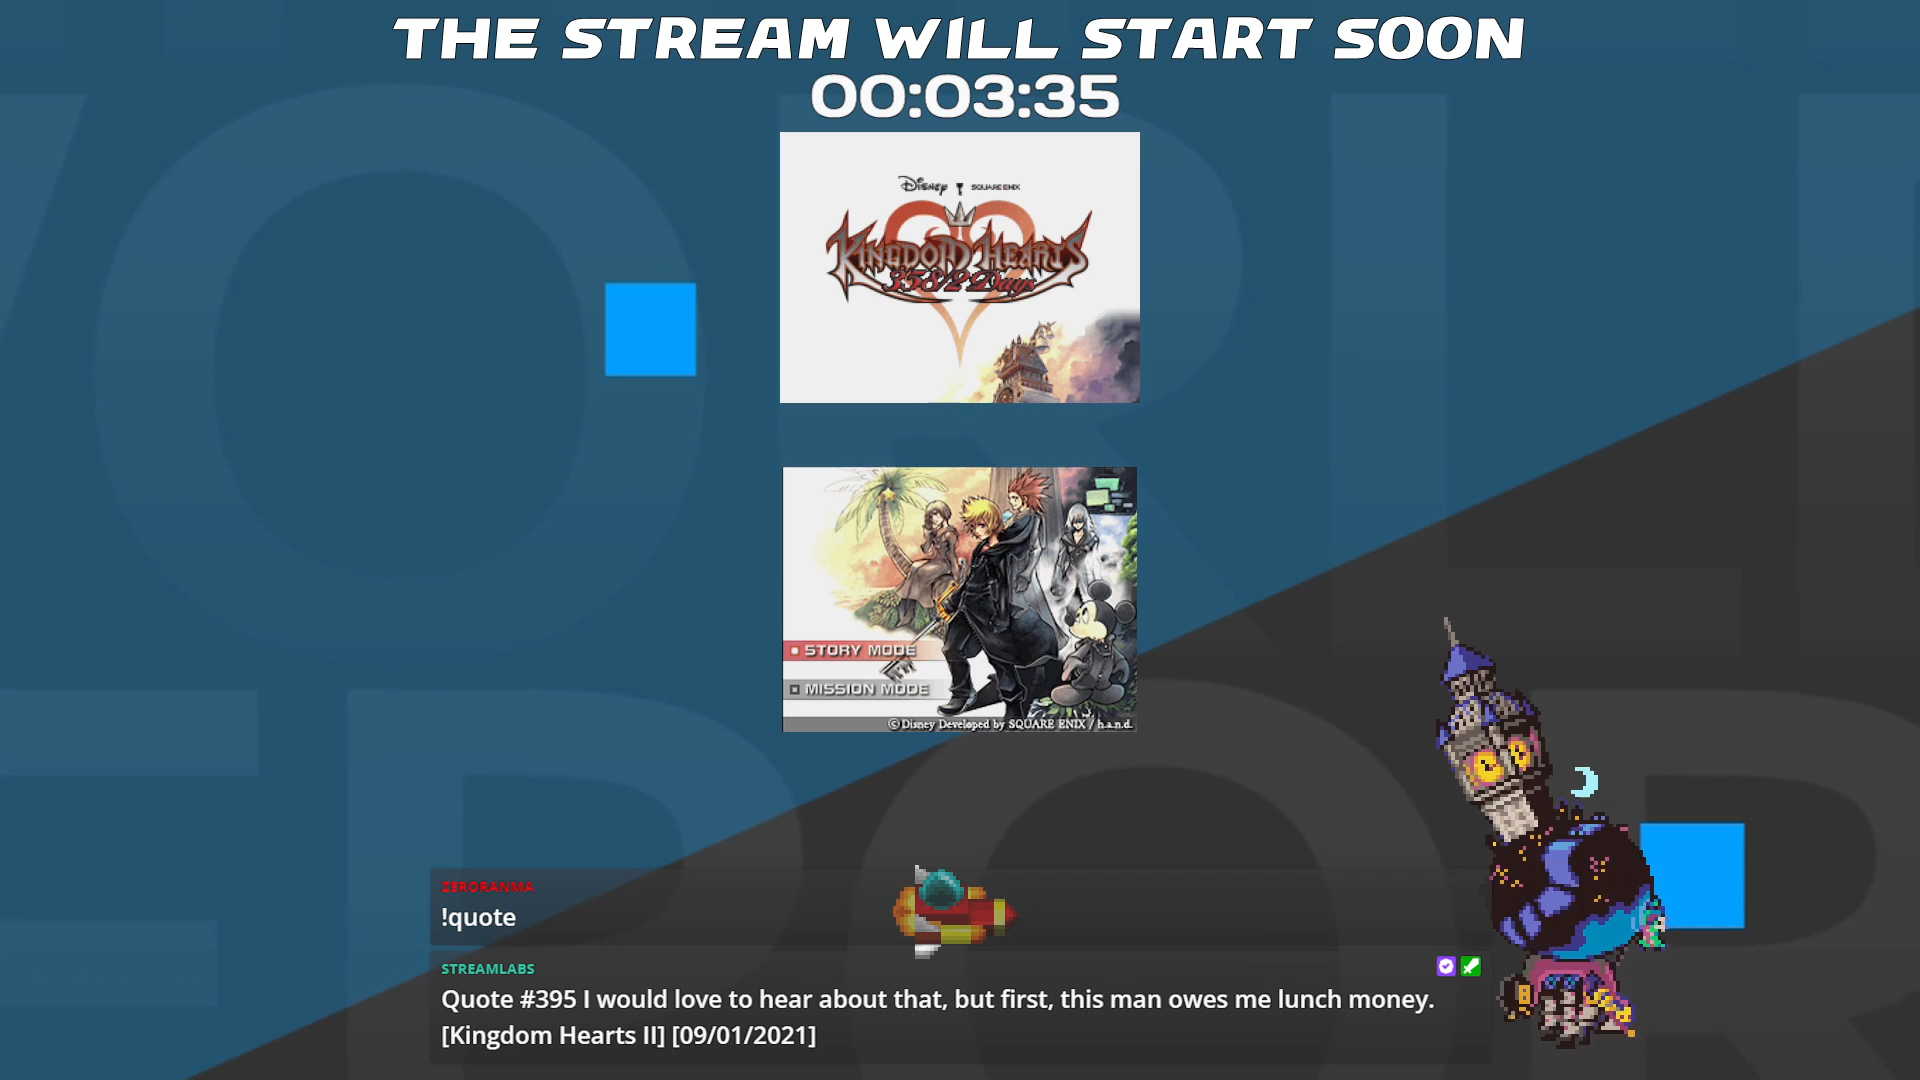 THE STREAM WILL START SOON
00:03:35
Disney SQUARE ENIX
KINGDOM HEARTS
358/2 Days
STORY MODE
MISSION MODE
©Disney Developed by SQUARE ENIX / h.a.n.d.
ZERORANMA
!quote
STREAMLABS
Quote #395 I would love to hear about that, but first, this man owes me lunch money.
[Kingdom Hearts II] [09/01/2021]